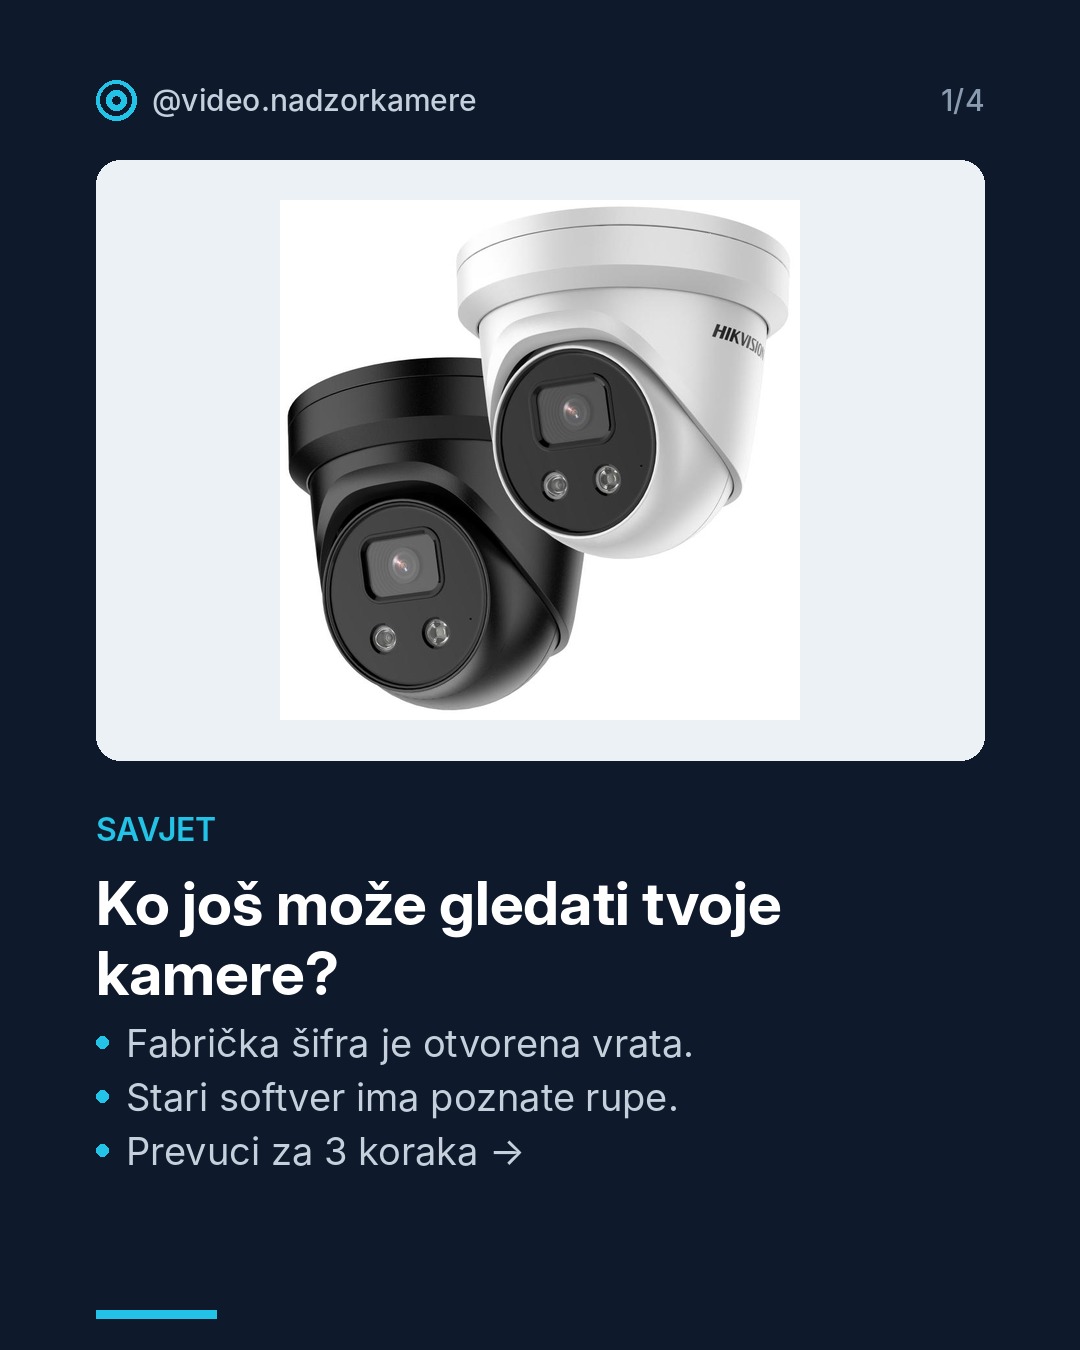 @video.nadzorkamere
1/4
HIKVISION
SAVJET
Ko još može gledati tvoje
kamere?
Fabrička šifra je otvorena vrata.
Stari softver ima poznate rupe.
Prevuci za 3 koraka →